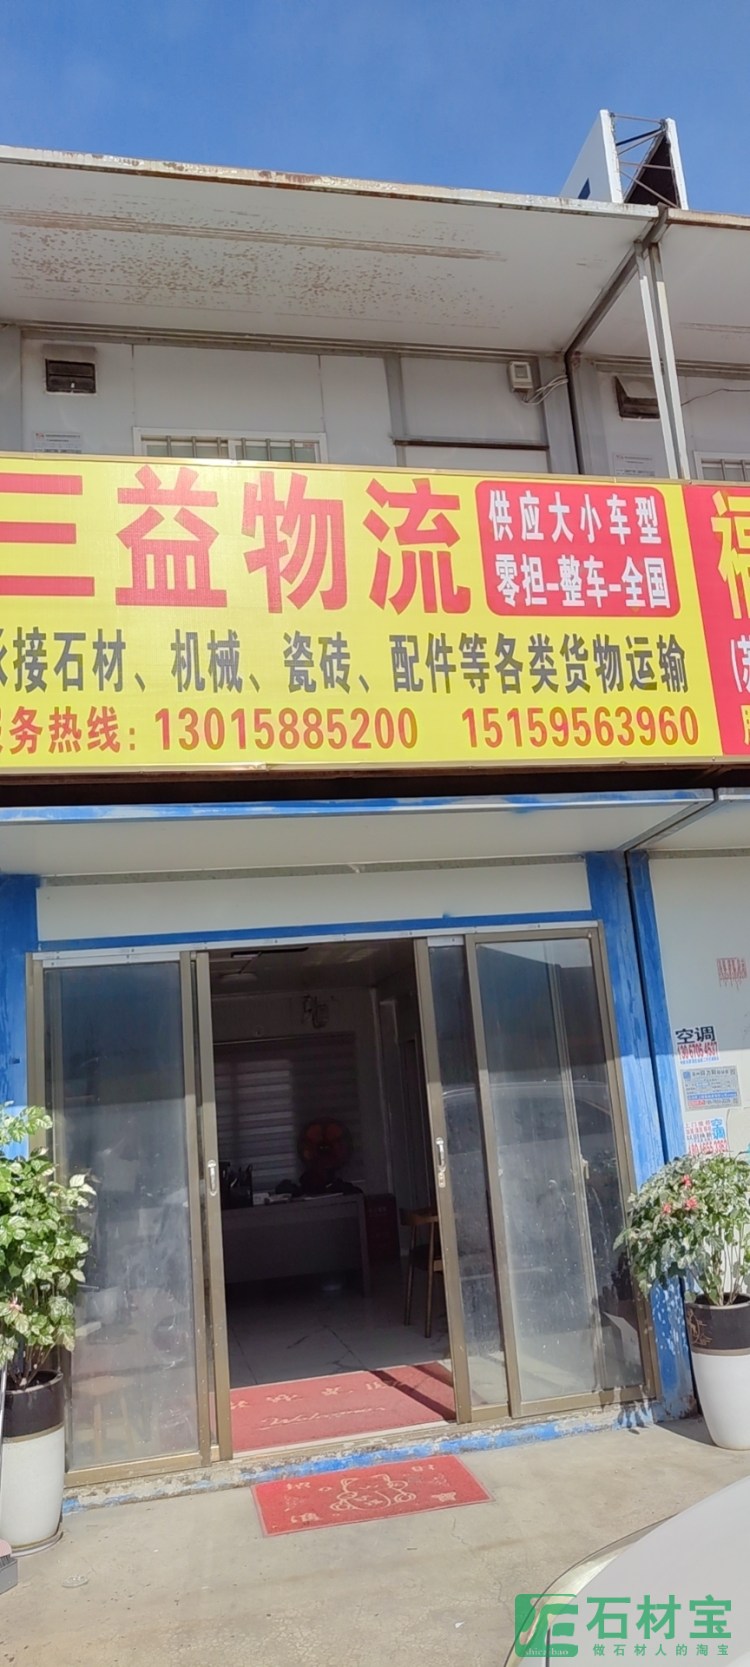 三益物流
供应大小车型
零担-整车-全国
承接石材、机械、瓷砖、配件等各类货物运输
服务热线：13015885200 15159563960
福
空调
石材宝
做石材人的淘宝